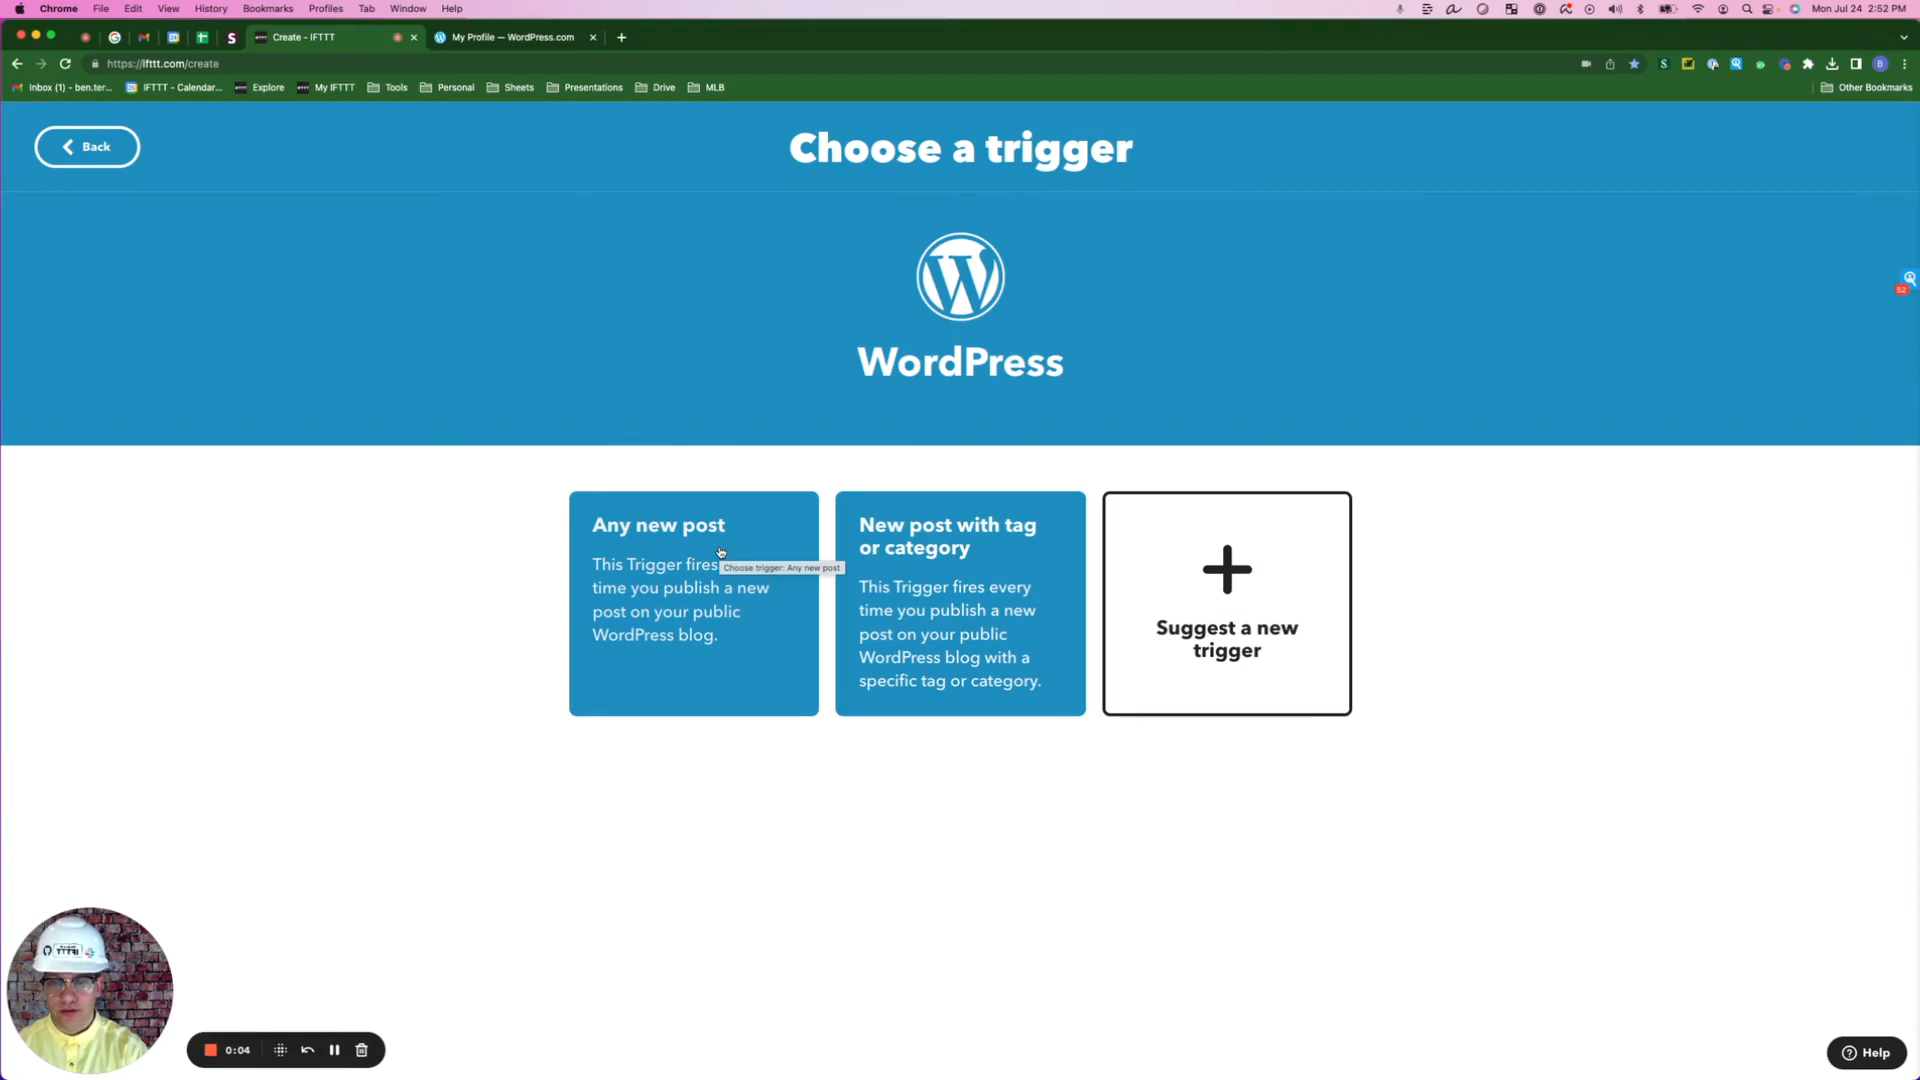 Chrome File Edit View History Bookmarks Profiles Tab Window Help Mon Jul 24 2:52 PM
Create - IFTTT My Profile — WordPress.com
https://ifttt.com/create
Inbox (1) - ben.ter... IFTTT - Calendar... Explore My IFTTT Tools Personal Sheets Presentations Drive MLB Other Bookmarks
Back
Choose a trigger
WordPress
52
Any new post
This Trigger fires
time you publish a new
post on your public
WordPress blog.
Choose trigger: Any new post
New post with tag
or category
This Trigger fires every
time you publish a new
post on your public
WordPress blog with a
specific tag or category.
Suggest a new
trigger
0:04
Help